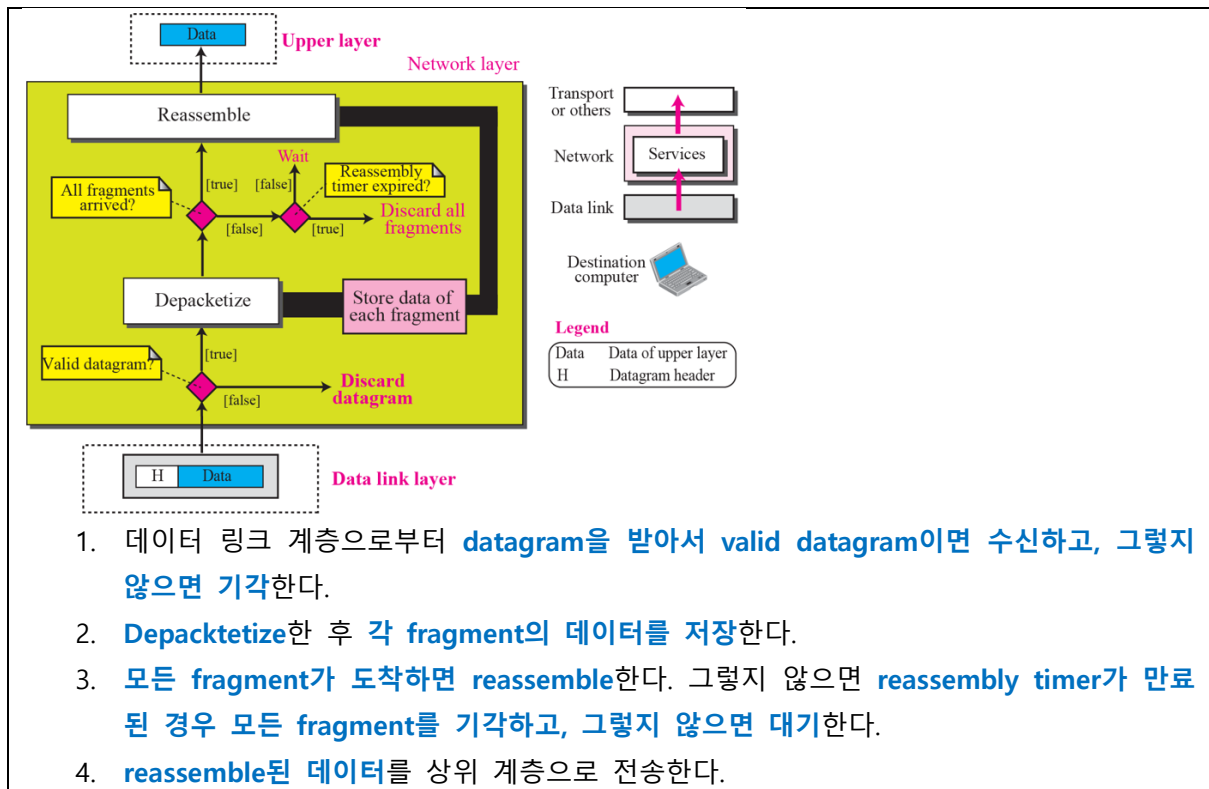 Data
Upper layer
Network layer
Reassemble
Wait
[true]
[false]
Reassembly
timer expired?
All fragments
arrived?
[false]
[true]
Discard all
fragments
Depacketize
Store data of
each fragment
[true]
Valid datagram?
[false]
Discard
datagram
H
Data
Data link layer
Transport
or others
Network
Services
Data link
Destination
computer
Legend
Data Data of upper layer
H Datagram header
1. 데이터 링크 계층으로부터 datagram을 받아서 valid datagram이면 수신하고, 그렇지
않으면 기각한다.
2. Depacktetize한 후 각 fragment의 데이터를 저장한다.
3. 모든 fragment가 도착하면 reassemble한다. 그렇지 않으면 reassembly timer가 만료
된 경우 모든 fragment를 기각하고, 그렇지 않으면 대기한다.
4. reassemble된 데이터를 상위 계층으로 전송한다.